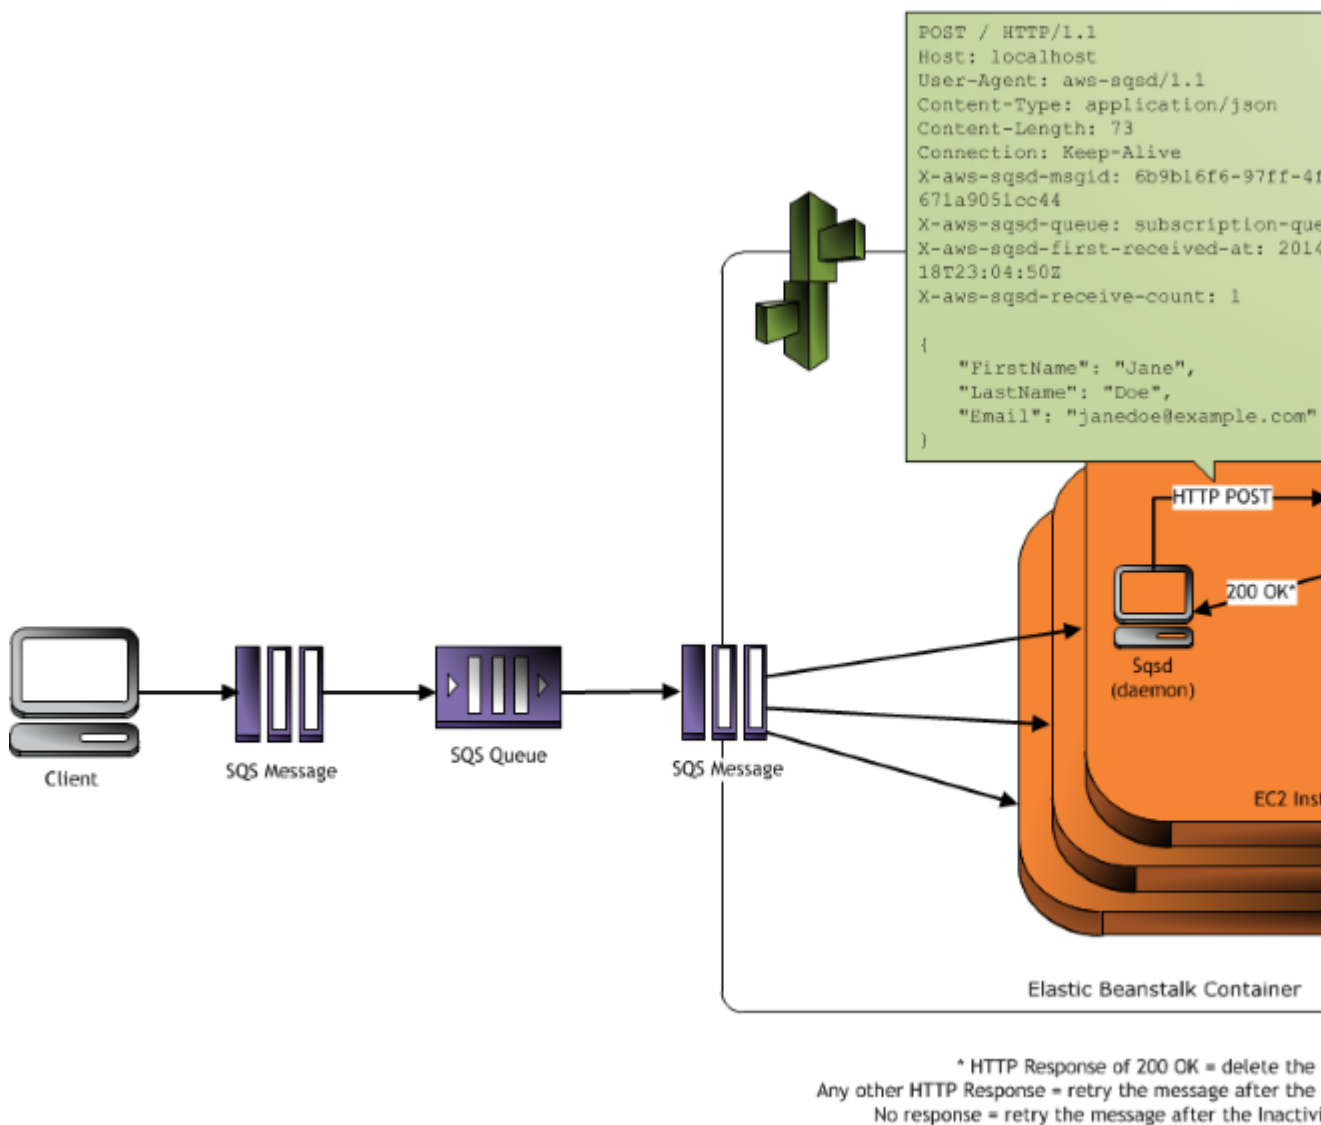 POST / HTTP/1.1
Host: localhost
User-Agent: aws-sqsd/1.1
Content-Type: application/json
Content-Length: 73
Connection: Keep-Alive
X-aws-sqsd-msgid: 6b9b16f6-97ff-4f
671a9051cc44
X-aws-sqsd-queue: subscription-que
X-aws-sqsd-first-received-at: 2014
18T23:04:50Z
X-aws-sqsd-receive-count: 1
{
"FirstName": "Jane",
"LastName": "Doe",
"Email": "janedoe@example.com"
}
HTTP POST
200 OK*
Sqsd
(daemon)
Client
SQS Message
SQS Queue
SQS Message
EC2 Inst
Elastic Beanstalk Container
* HTTP Response of 200 OK = delete the
Any other HTTP Response = retry the message after the
No response = retry the message after the Inactivi